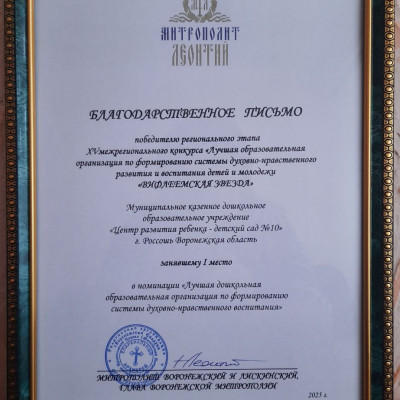 МИТРОПОЛИТ
ЛЕОНТИЙ
БЛАГОДАРСТВЕННОЕ ПИСЬМО
победителю регионального этапа
XVмежрегионального конкурса «Лучшая образовательная
организация по формированию системы духовно-нравственного
развития и воспитания детей и молодежи
«ВИФЛЕЕМСКАЯ ЗВЕЗДА»
Муниципальное казенное дошкольное
образовательное учреждение
«Центр развития ребенка - детский сад №10»
г. Россошь Воронежская область
занявшему I место
в номинации «Лучшая дошкольная
образовательная организация по формированию
системы духовно-нравственного воспитания»
МИТРОПОЛИТ ВОРОНЕЖСКИЙ И ЛИСКИНСКИЙ,
ГЛАВА ВОРОНЕЖСКОЙ МИТРОПОЛИИ
2025 г.